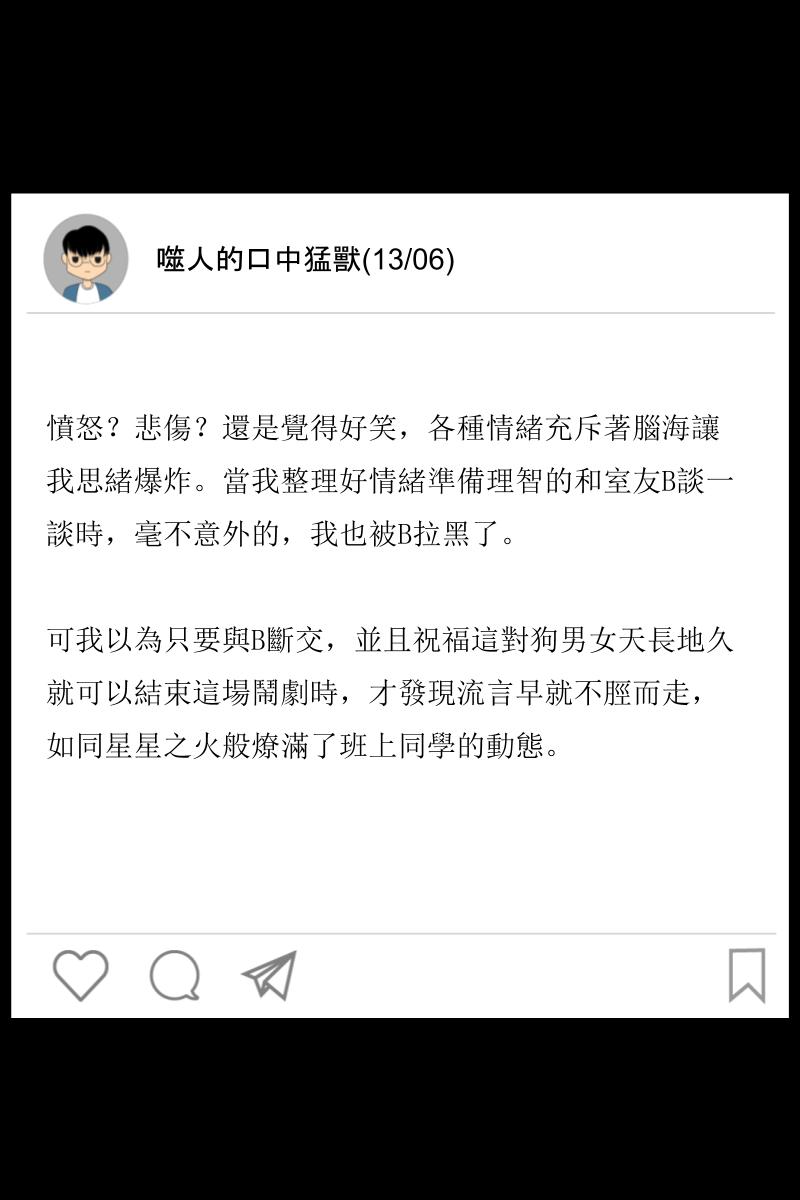 噬人的口中猛獸(13/06)
憤怒？悲傷？還是覺得好笑，各種情緒充斥著腦海讓
我思緒爆炸。當我整理好情緒準備理智的和室友B談一
談時，毫不意外的，我也被B拉黑了。
可我以為只要與B斷交，並且祝福這對狗男女天長地久
就可以結束這場鬧劇時，才發現流言早就不脛而走，
如同星星之火般燎滿了班上同學的動態。